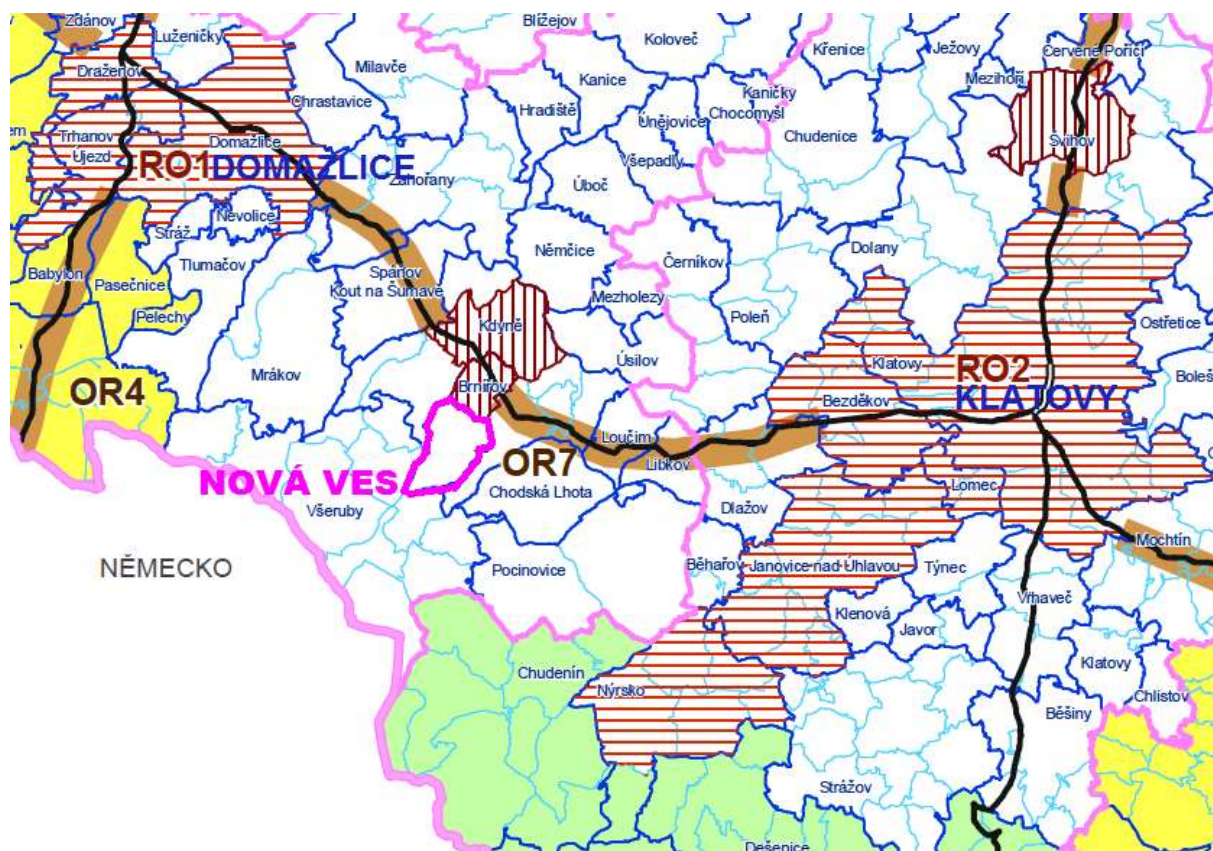 Zdánov
Luženičky
Blížejov
Koloveč
Křenice
Ježovy
Červené Poříčí
Draženov
Milavče
Kanice
Mezihoří
Chrastavice
Hradiště
Kaničky
Chocomyšl
Únějovice
Chudenice
Švihov
Trhanov
Újezd
Domažlice
Všepadly
RO1 DOMAŽLICE
Zahořany
Úboč
Nevolice
Stráž
Tlumačov
Němčice
Černíkov
Dolany
Babylon
Pasečnice
Spáňov
Kout na Šumavě
Mezholezy
Pelechy
Kdyně
Poleň
Ostřetice
Mrákov
Úsilov
Klatovy
RO2
KLATOVY
OR4
Brnířov
Bezděkov
Boleš
Loučim
OR7
Libkov
NOVÁ VES
Chodská Lhota
Lomec
Všeruby
Dlažov
Mochtín
NĚMECKO
Pocinovice
Běhařov
Janovice nad Úhlavou
Týnec
Vrhaveč
Klenová
Javor
Klatovy
Chudenín
Nýrsko
Chlistov
Běšiny
Strážov
Dešenice